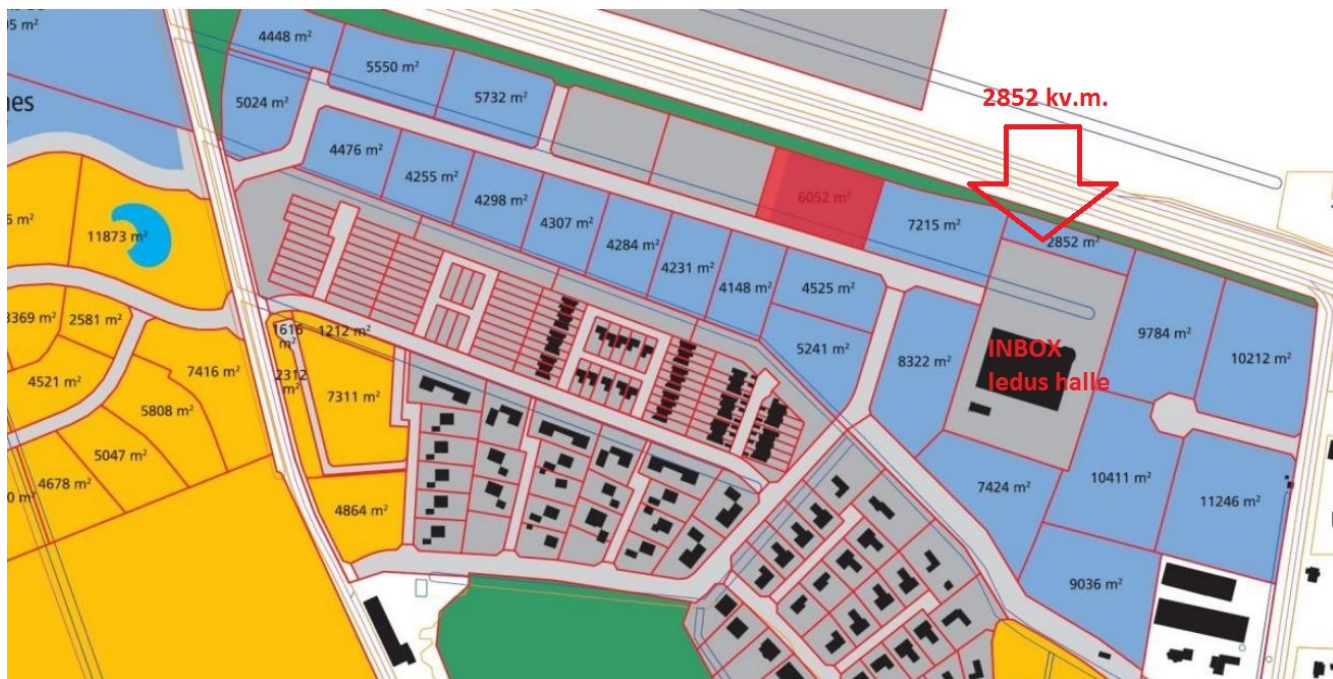 4448 m²
5550 m²
5732 m²
5024 m²
2852 kv.m.
nes
4476 m²
4255 m²
4298 m²
4307 m²
4284 m²
4231 m²
4148 m²
4525 m²
6052 m²
7215 m²
2852 m²
11873 m²
9784 m²
10212 m²
5241 m²
8322 m²
INBOX
ledus halle
3369 m²
2581 m²
1616
m²
1212 m²
2312
m²
7416 m²
4521 m²
5808 m²
7311 m²
5047 m²
4678 m²
4864 m²
7424 m²
10411 m²
11246 m²
9036 m²